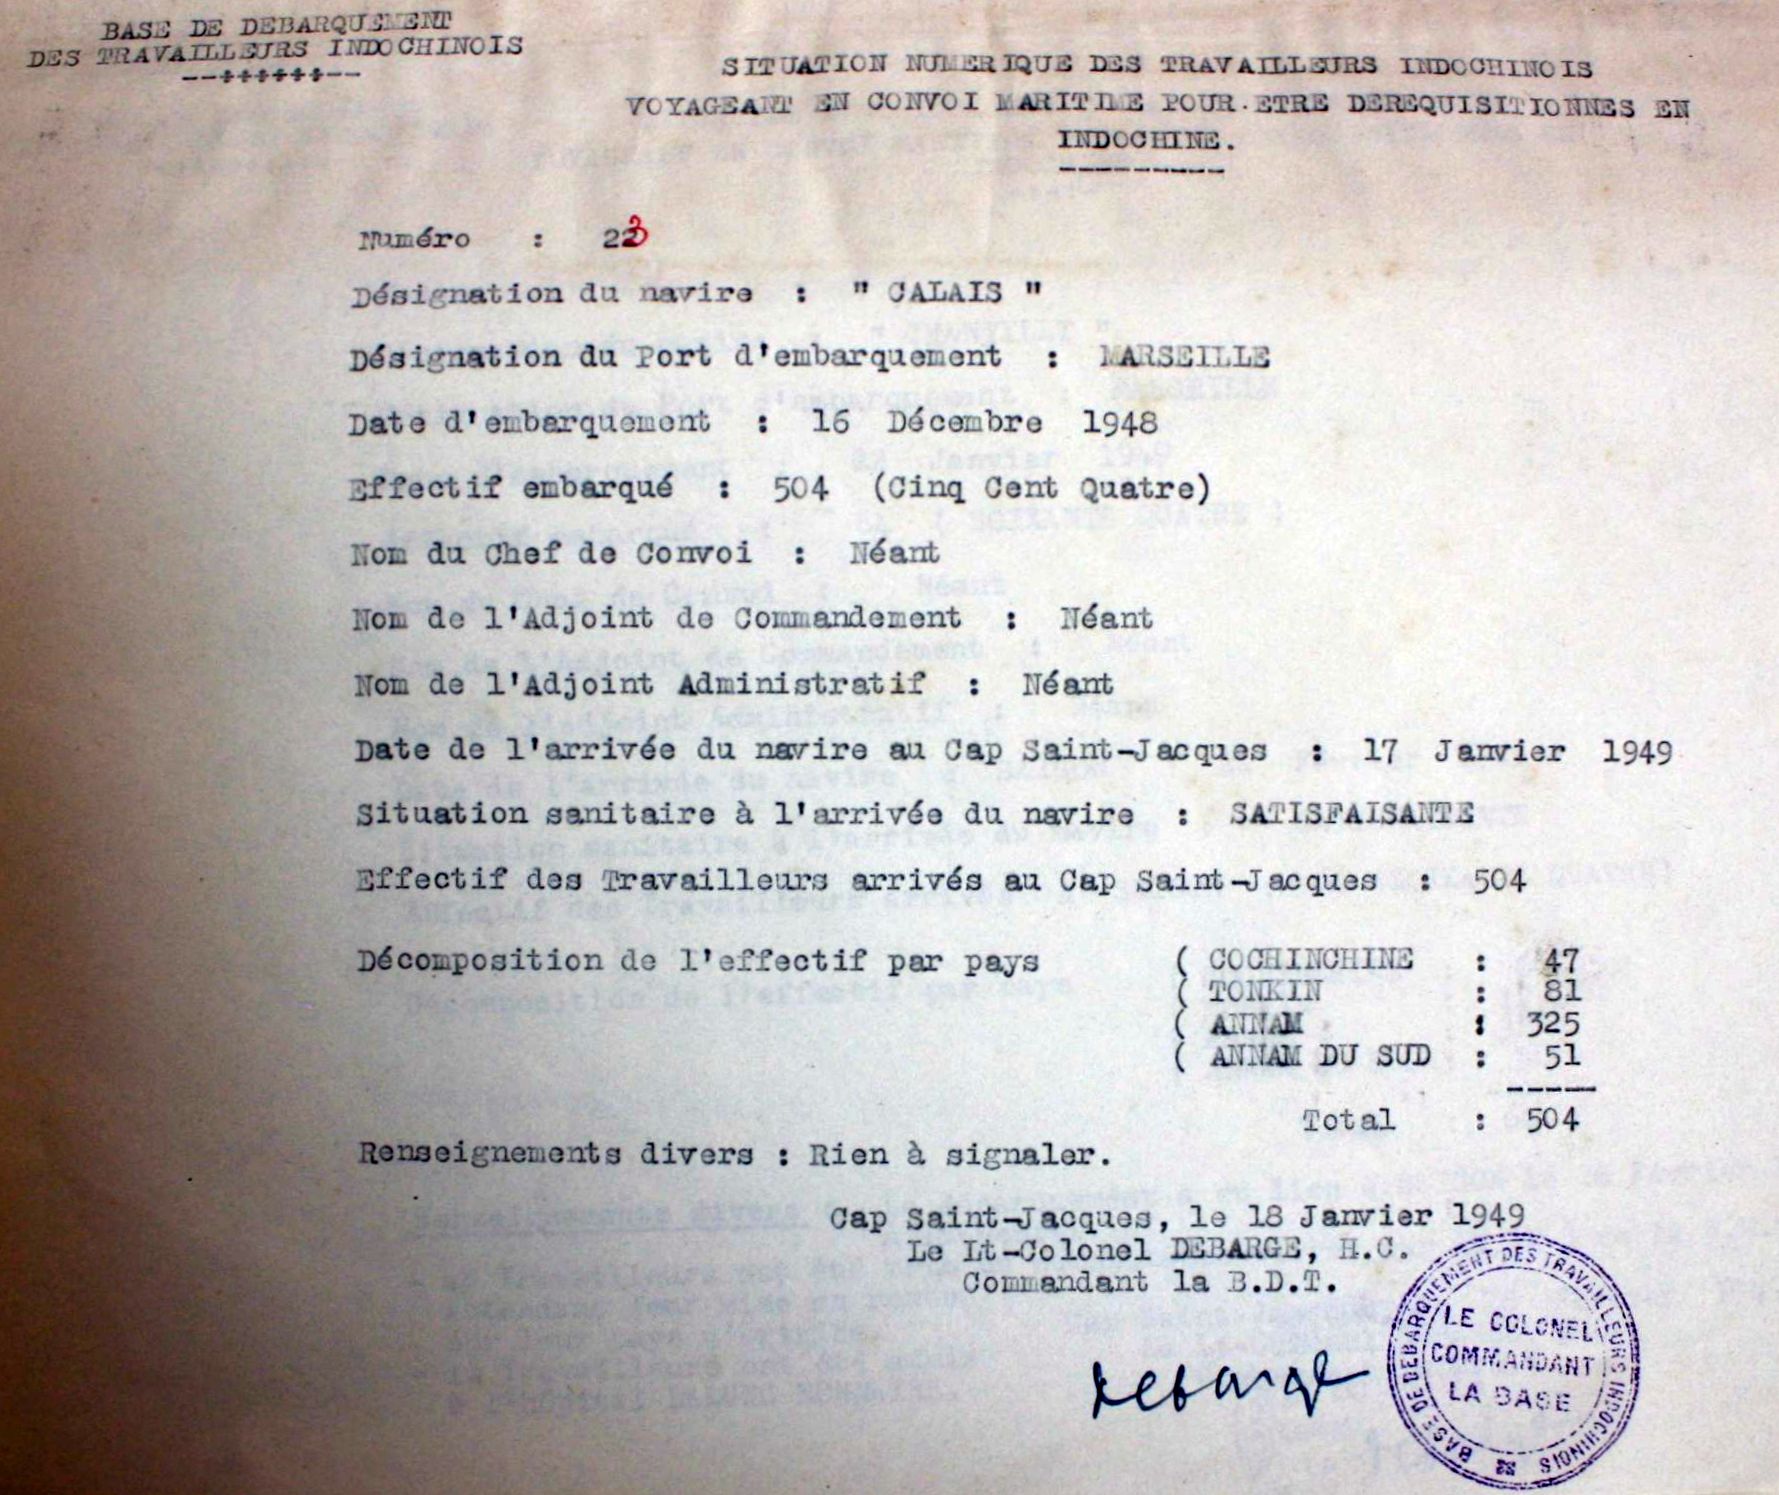 BASE DE DEBARQUEMENT
DES TRAVAILLEURS INDOCHINOIS
--++++++--
SITUATION NUMERIQUE DES TRAVAILLEURS INDOCHINOIS
VOYAGEANT EN CONVOI MARITIME POUR ETRE DEREQUISITIONNES EN
INDOCHINE.
Numéro : 23
Désignation du navire : " CALAIS "
Désignation du Port d'embarquement : MARSEILLE
Date d'embarquement : 16 Décembre 1948
Effectif embarqué : 504 (Cinq Cent Quatre)
Nom du Chef de Convoi : Néant
Nom de l'Adjoint de Commandement : Néant
Nom de l'Adjoint Administratif : Néant
Date de l'arrivée du navire au Cap Saint-Jacques : 17 Janvier 1949
Situation sanitaire à l'arrivée du navire : SATISFAISANTE
Effectif des Travailleurs arrivés au Cap Saint-Jacques : 504
Décomposition de l'effectif par pays ( COCHINCHINE : 47
( TONKIN : 81
( ANNAM : 325
( ANNAM DU SUD : 51
Total : 504
Renseignements divers : Rien à signaler.
Cap Saint-Jacques, le 18 Janvier 1949
Le Lt-Colonel DEBARGE, H.C.
Commandant la B.D.T.
Debarge
BASE DE DEBARQUEMENT DES TRAVAILLEURS INDOCHINOIS
LE COLONEL
COMMANDANT
LA BASE